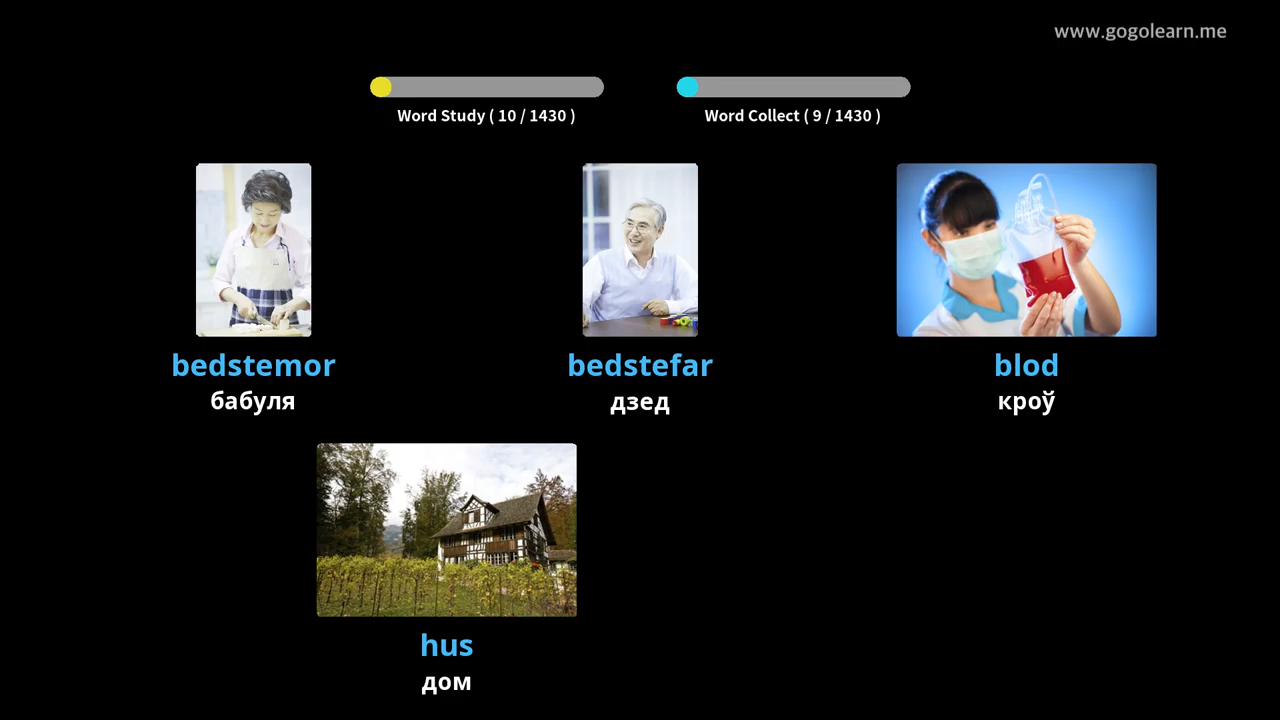 www.gogolearn.me
Word Study ( 10 / 1430 )
Word Collect ( 9 / 1430 )
bedstemor
бабуля
bedstefar
дзед
blod
кроў
hus
дом